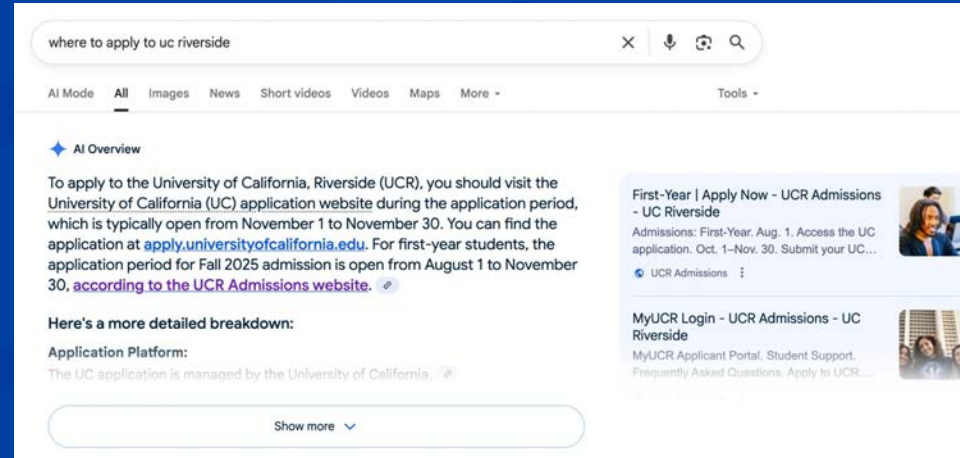 where to apply to uc riverside
AI Mode All Images News Short videos Videos Maps More Tools
AI Overview
To apply to the University of California, Riverside (UCR), you should visit the
University of California (UC) application website during the application period,
which is typically open from November 1 to November 30. You can find the
application at apply.universityofcalifornia.edu. For first-year students, the
application period for Fall 2025 admission is open from August 1 to November
30, according to the UCR Admissions website.
Here's a more detailed breakdown:
Application Platform:
The UC application is managed by the University of California.
Show more
First-Year | Apply Now - UCR Admissions
- UC Riverside
Admissions: First-Year. Aug. 1. Access the UC
application. Oct. 1–Nov. 30. Submit your UC...
UCR Admissions
MyUCR Login - UCR Admissions - UC
Riverside
MyUCR Applicant Portal. Student Support.
Frequently Asked Questions. Apply to UCR....